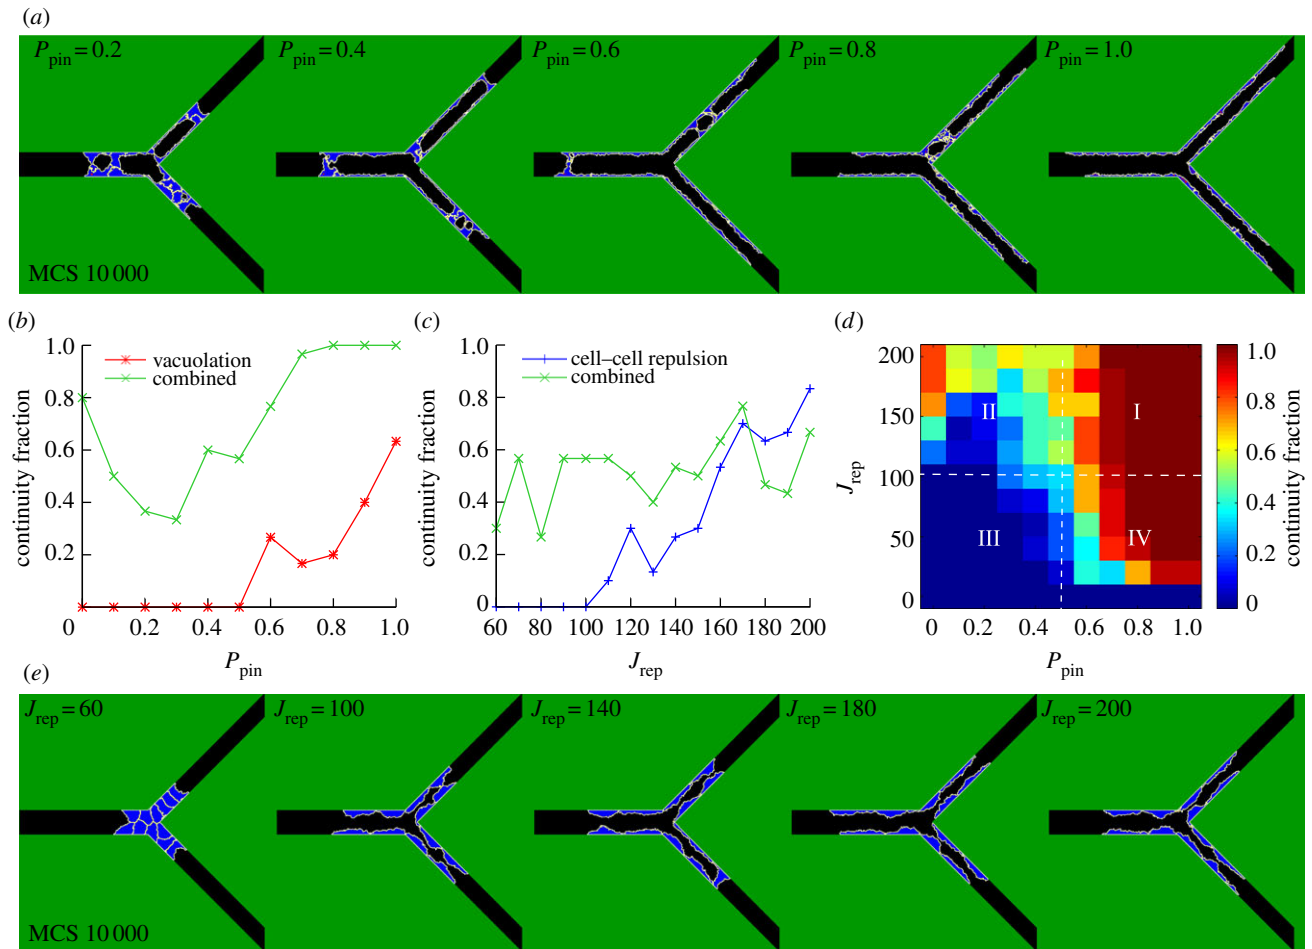 (a)
P_pin = 0.2
P_pin = 0.4
P_pin = 0.6
P_pin = 0.8
P_pin = 1.0
MCS 10 000
(b)
1.0
0.8
0.6
0.4
0.2
0
0.2
0.4
0.6
0.8
1.0
continuity fraction
P_pin
vacuolation
combined
(c)
1.0
0.8
0.6
0.4
0.2
0
60
80
100
120
140
160
180
200
continuity fraction
J_rep
cell–cell repulsion
combined
(d)
200
150
100
50
0
J_rep
0
0.2
0.4
0.6
0.8
1.0
P_pin
II
I
III
IV
1.0
0.8
0.6
0.4
0.2
0
continuity fraction
(e)
J_rep = 60
J_rep = 100
J_rep = 140
J_rep = 180
J_rep = 200
MCS 10 000